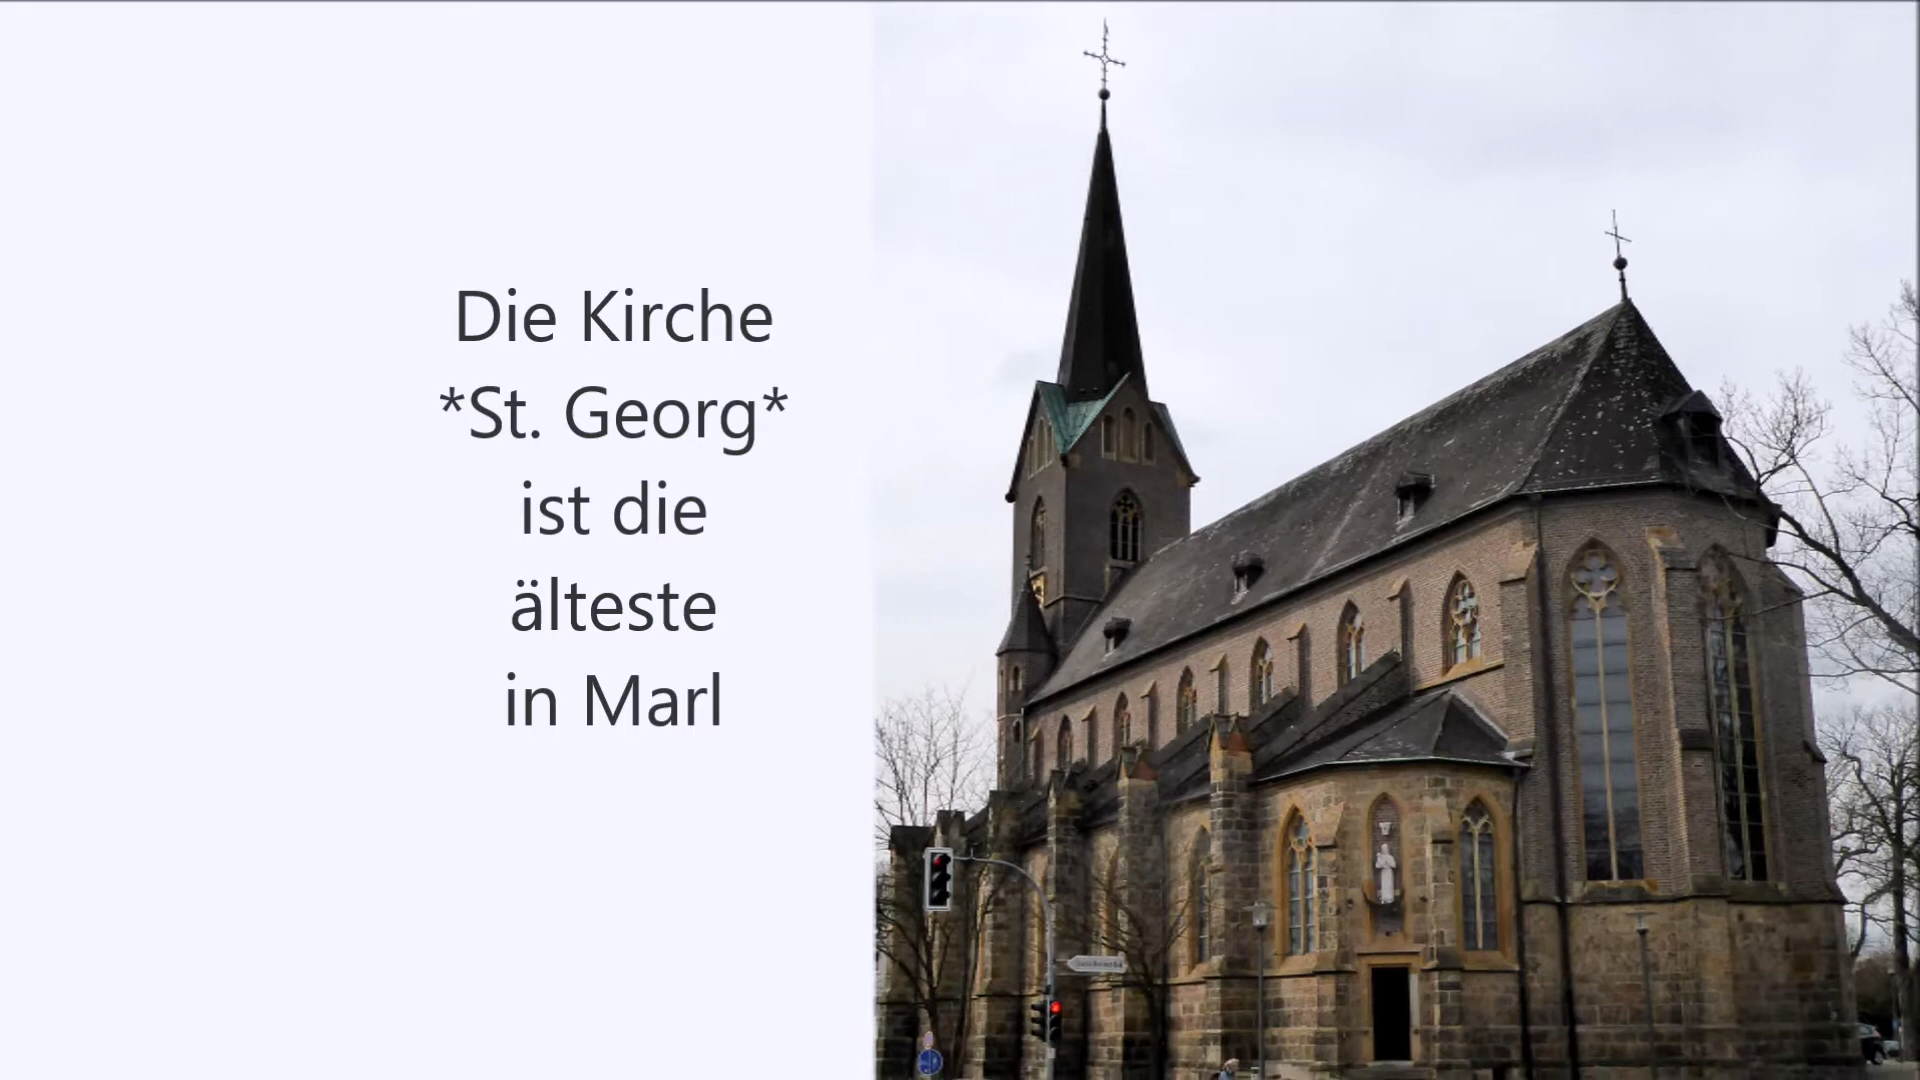 Die Kirche
*St. Georg*
ist die
älteste
in Marl